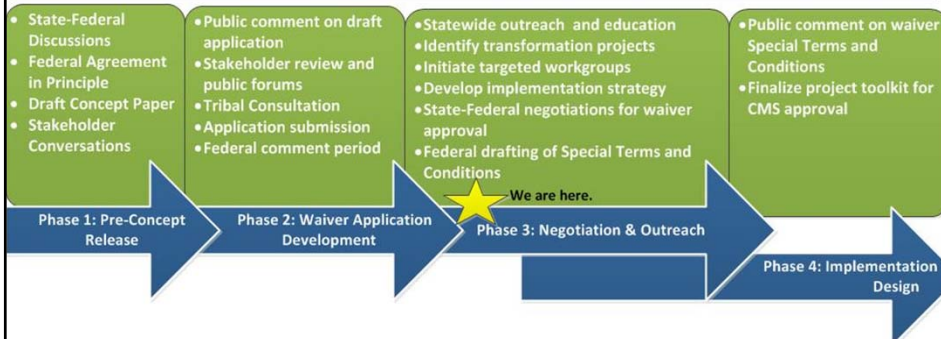 • State-Federal
Discussions
• Federal Agreement
in Principle
• Draft Concept Paper
• Stakeholder
Conversations
• Public comment on draft
application
• Stakeholder review and
public forums
• Tribal Consultation
• Application submission
• Federal comment period
• Statewide outreach and education
• Identify transformation projects
• Initiate targeted workgroups
• Develop implementation strategy
• State-Federal negotiations for waiver
approval
• Federal drafting of Special Terms and
Conditions
• Public comment on waiver
Special Terms and
Conditions
• Finalize project toolkit for
CMS approval
We are here.
Phase 1: Pre-Concept
Release
Phase 2: Waiver Application
Development
Phase 3: Negotiation & Outreach
Phase 4: Implementation
Design